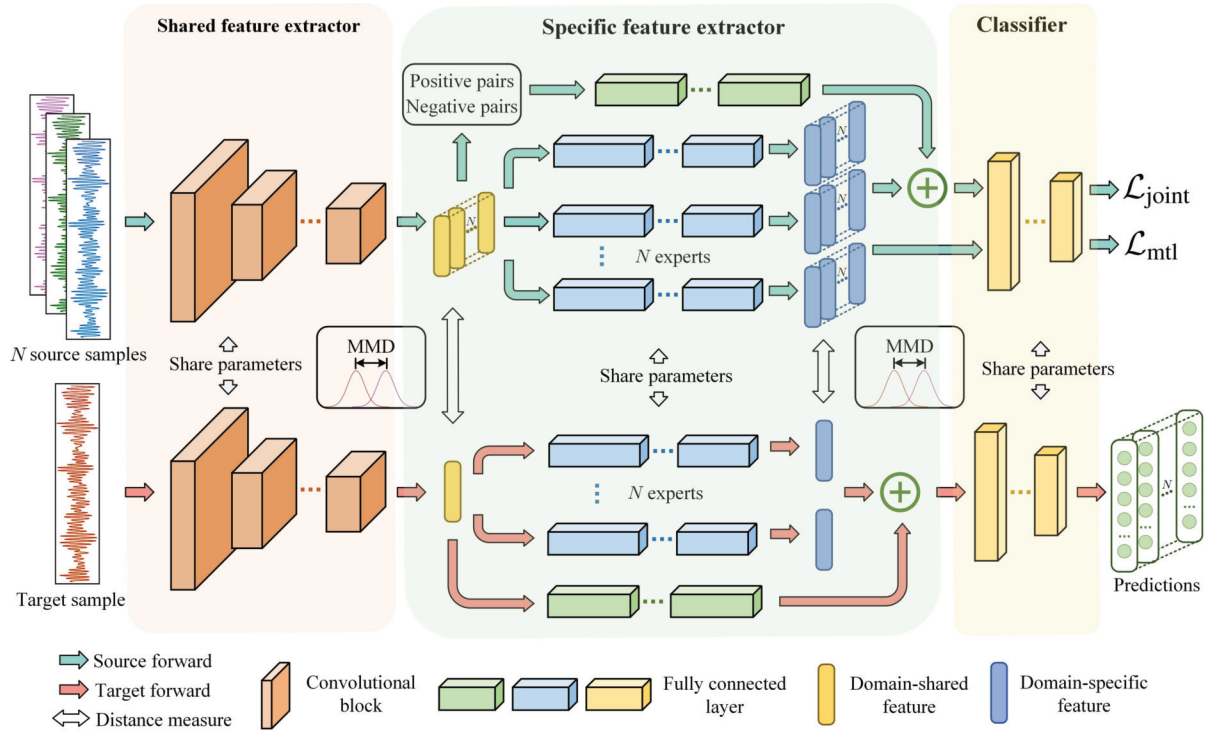 Shared feature extractor
Specific feature extractor
Classifier
Positive pairs
Negative pairs
N
N
N
N
N experts
ℒjoint
ℒmtl
N source samples
Share parameters
MMD
Share parameters
MMD
Share parameters
N experts
N
Target sample
Predictions
Source forward
Target forward
Distance measure
Convolutional
block
Fully connected
layer
Domain-shared
feature
Domain-specific
feature